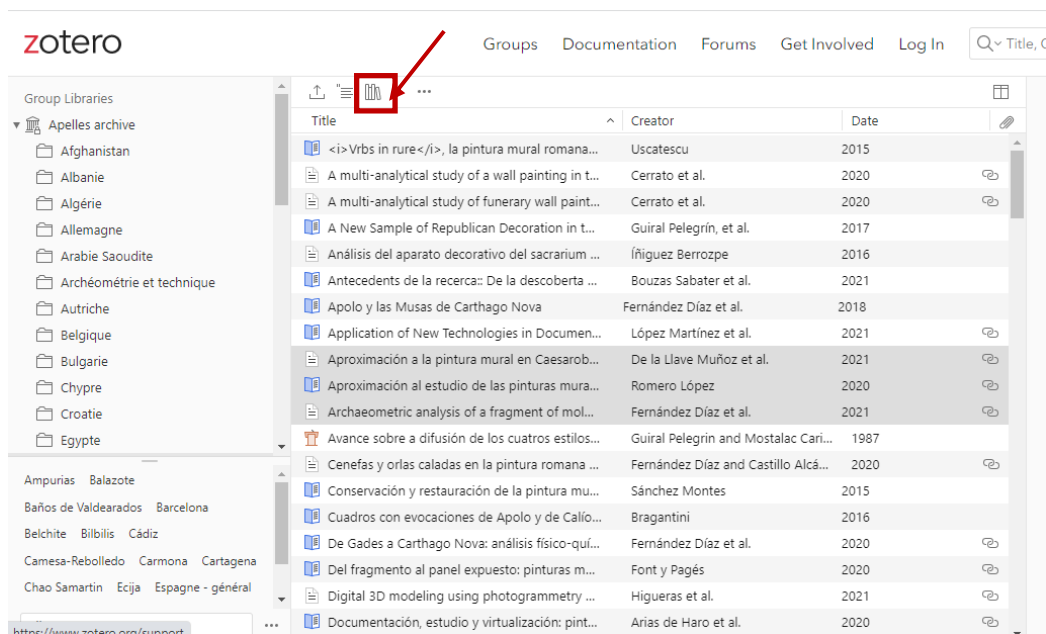 zotero
Groups Documentation Forums Get Involved Log In Title, C
Group Libraries
Apelles archive
Afghanistan
Albanie
Algérie
Allemagne
Arabie Saoudite
Archéométrie et technique
Autriche
Belgique
Bulgarie
Chypre
Croatie
Egypte
Ampurias Balazote
Baños de Valdearados Barcelona
Belchite Bilbilis Cádiz
Camesa-Rebolledo Carmona Cartagena
Chao Samartin Ecija Espagne - général
https://www.zotero.org/support
Title Creator Date
<i>Vrbs in rure</i>, la pintura mural romana... Uscatescu 2015
A multi-analytical study of a wall painting in t... Cerrato et al. 2020
A multi-analytical study of funerary wall paint... Cerrato et al. 2020
A New Sample of Republican Decoration in t... Guiral Pelegrín, et al. 2017
Análisis del aparato decorativo del sacrarium ... Íñiguez Berrozpe 2016
Antecedents de la recerca:: De la descoberta ... Bouzas Sabater et al. 2021
Apolo y las Musas de Carthago Nova Fernández Díaz et al. 2018
Application of New Technologies in Documen... López Martínez et al. 2021
Aproximación a la pintura mural en Caesarob... De la Llave Muñoz et al. 2021
Aproximación al estudio de las pinturas mura... Romero López 2020
Archaeometric analysis of a fragment of mol... Fernández Díaz et al. 2021
Avance sobre a difusión de los cuatros estilos... Guiral Pelegrin and Mostalac Cari... 1987
Cenefas y orlas caladas en la pintura romana ... Fernández Díaz and Castillo Alcá... 2020
Conservación y restauración de la pintura mu... Sánchez Montes 2015
Cuadros con evocaciones de Apolo y de Calío... Bragantini 2016
De Gades a Carthago Nova: análisis físico-quí... Fernández Díaz et al. 2020
Del fragmento al panel expuesto: pinturas m... Font y Pagés 2020
Digital 3D modeling using photogrammetry ... Higueras et al. 2021
Documentación, estudio y virtualización: pint... Arias de Haro et al. 2020